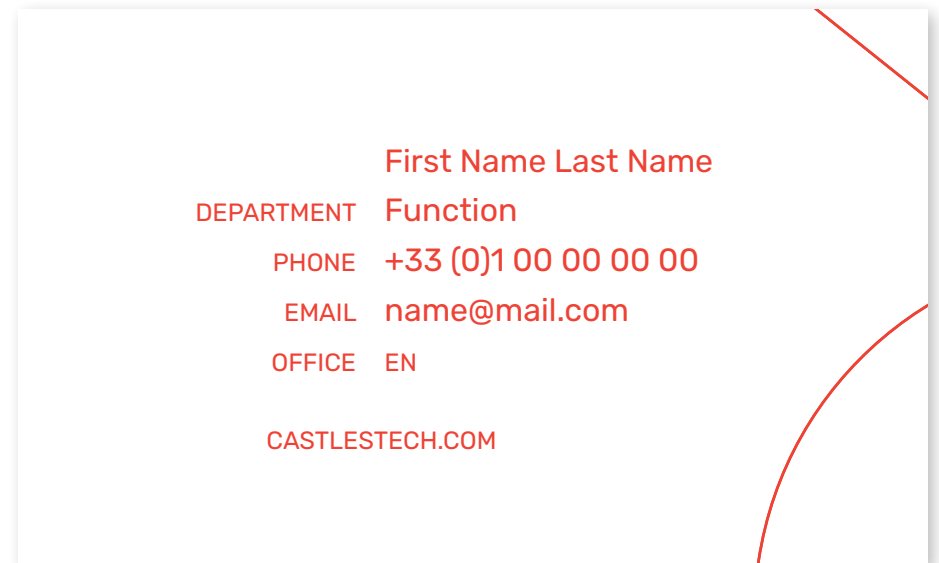 First Name Last Name
DEPARTMENT Function
PHONE +33 (0)1 00 00 00 00
EMAIL name@mail.com
OFFICE EN
CASTLESTECH.COM